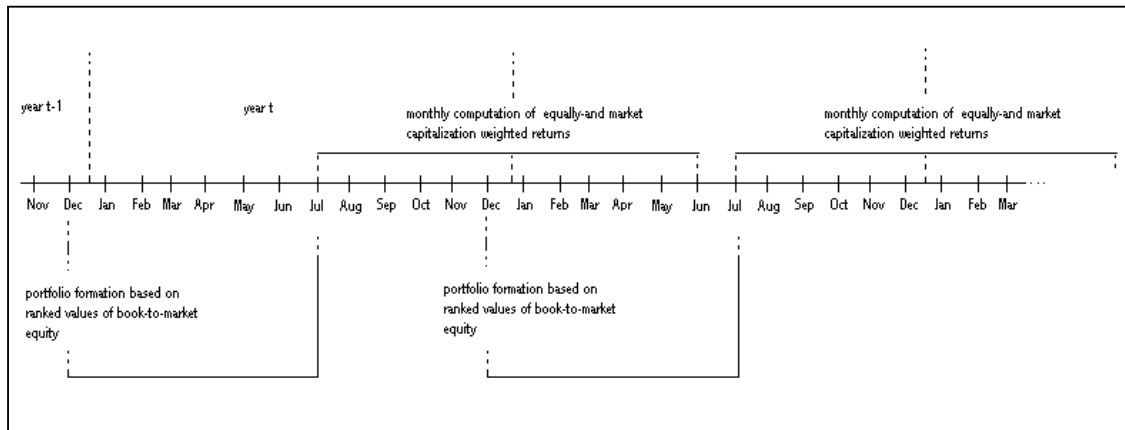 year t-1
year t
monthly computation of equally-and market
capitalization weighted returns
monthly computation of equally-and market
capitalization weighted returns
Nov Dec Jan Feb Mar Apr May Jun Jul Aug Sep Oct Nov Dec Jan Feb Mar Apr May Jun Jul Aug Sep Oct Nov Dec Jan Feb Mar
portfolio formation based on
ranked values of book-to-market
equity
portfolio formation based on
ranked values of book-to-market
equity